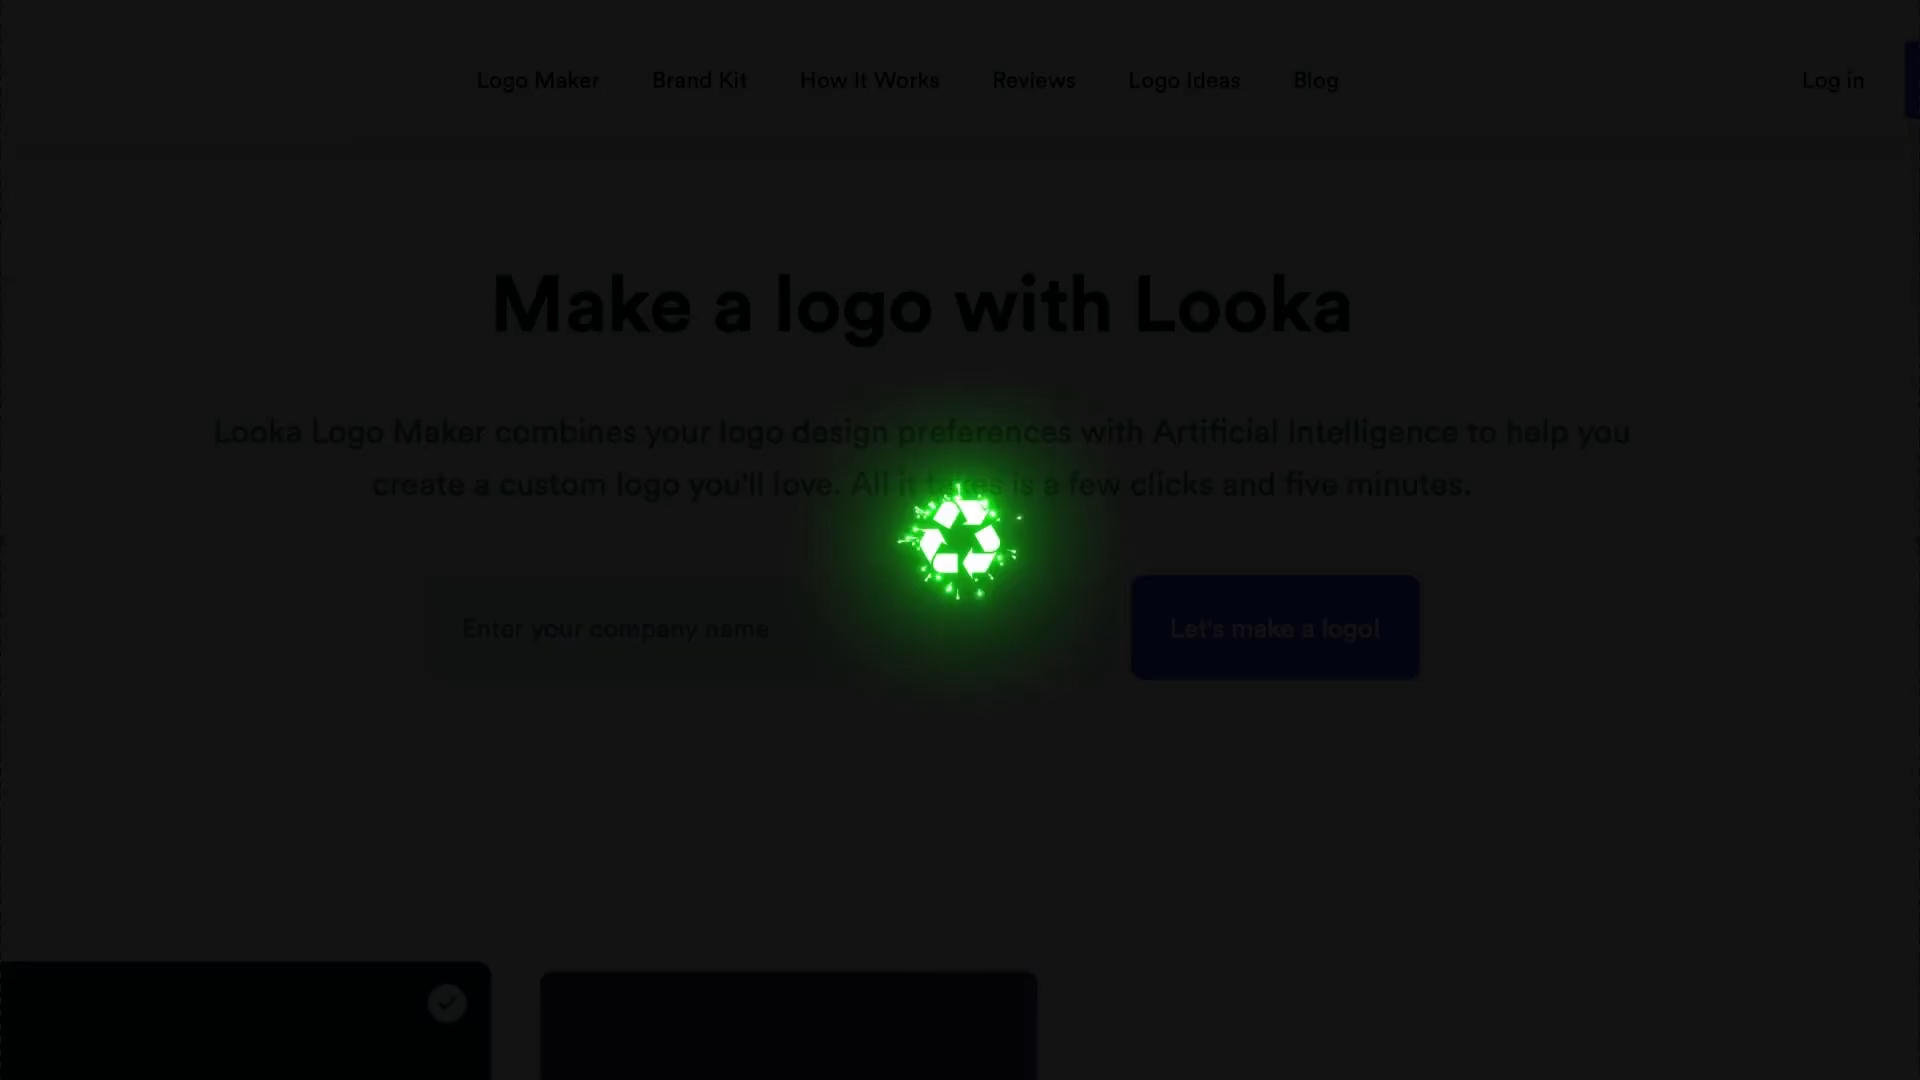 Logo Maker Brand Kit How It Works Reviews Logo Ideas Blog Log in
Make a logo with Looka
Looka Logo Maker combines your logo design preferences with Artificial Intelligence to help you
create a custom logo you'll love. All it takes is a few clicks and five minutes.
Enter your company name
Let's make a logo!